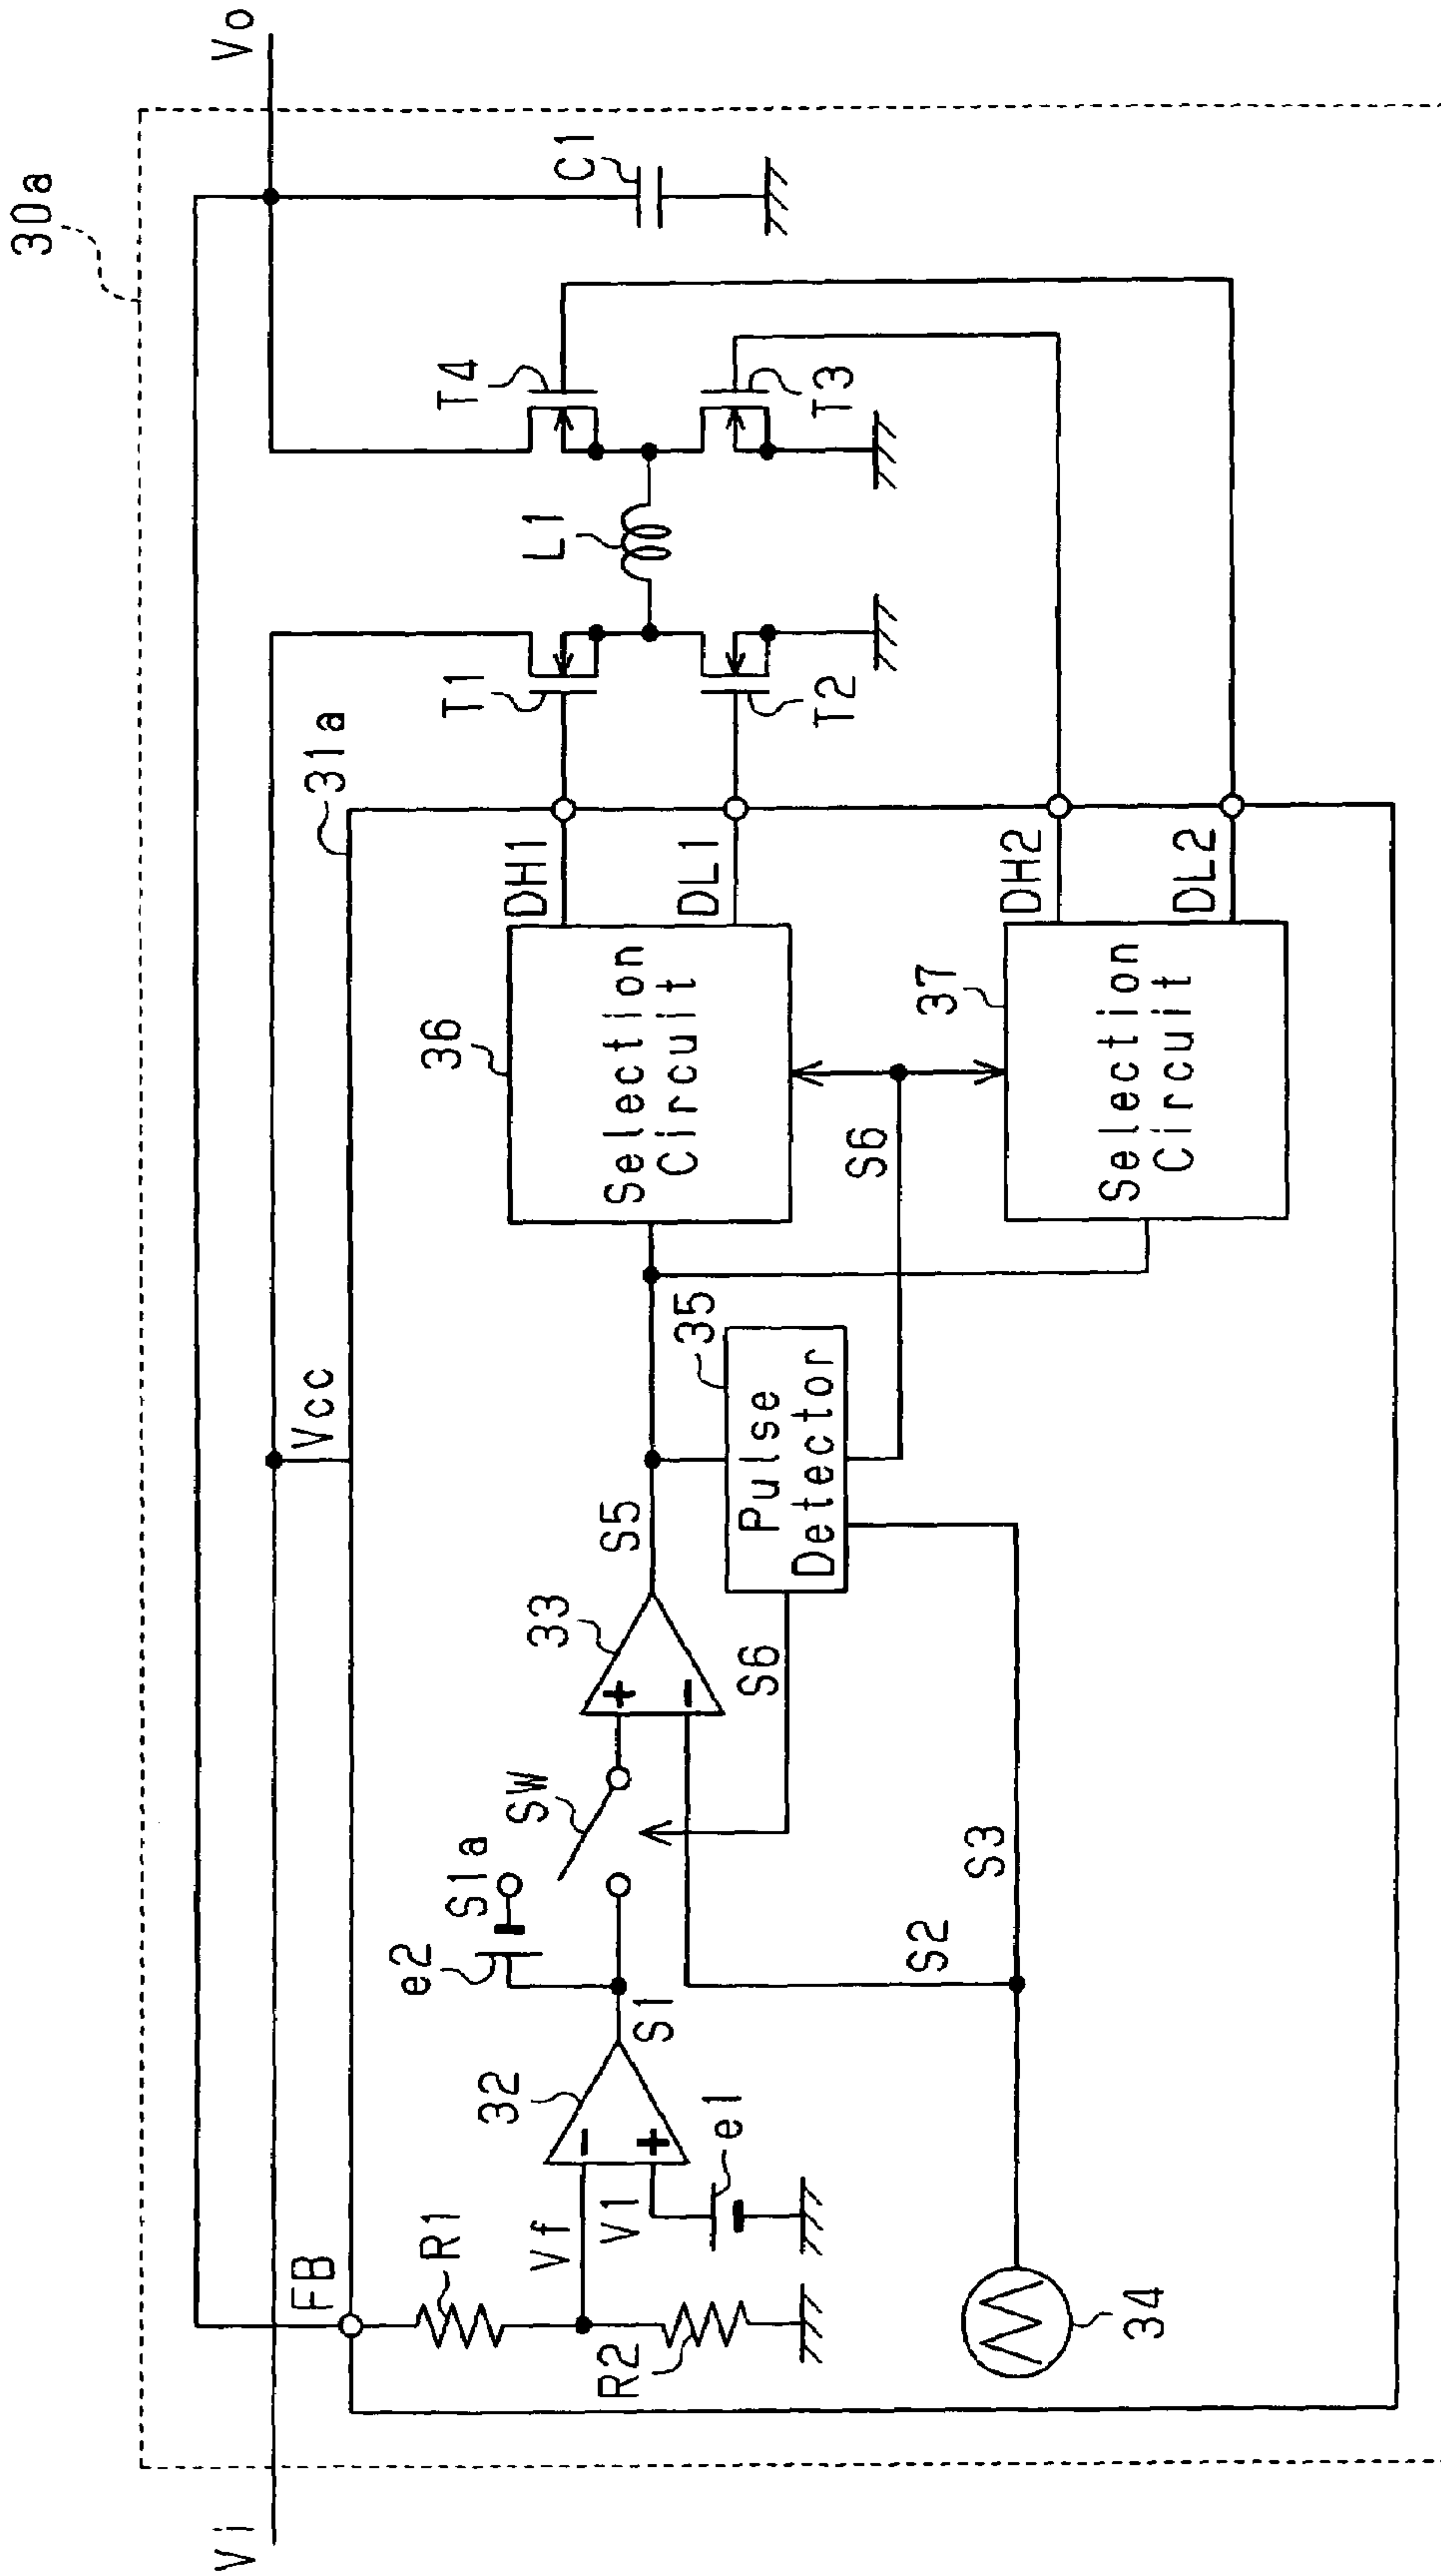 30a
Vi
Vo
Vcc
31a
FB
R1
R2
Vf
V1
e1
32
S1
e2
S1a
SW
33
S5
S6
35
Pulse
Detector
S2
S3
34
S6
36
Selection
Circuit
37
Selection
Circuit
DH1
DL1
DH2
DL2
T1
T2
L1
T4
T3
C1